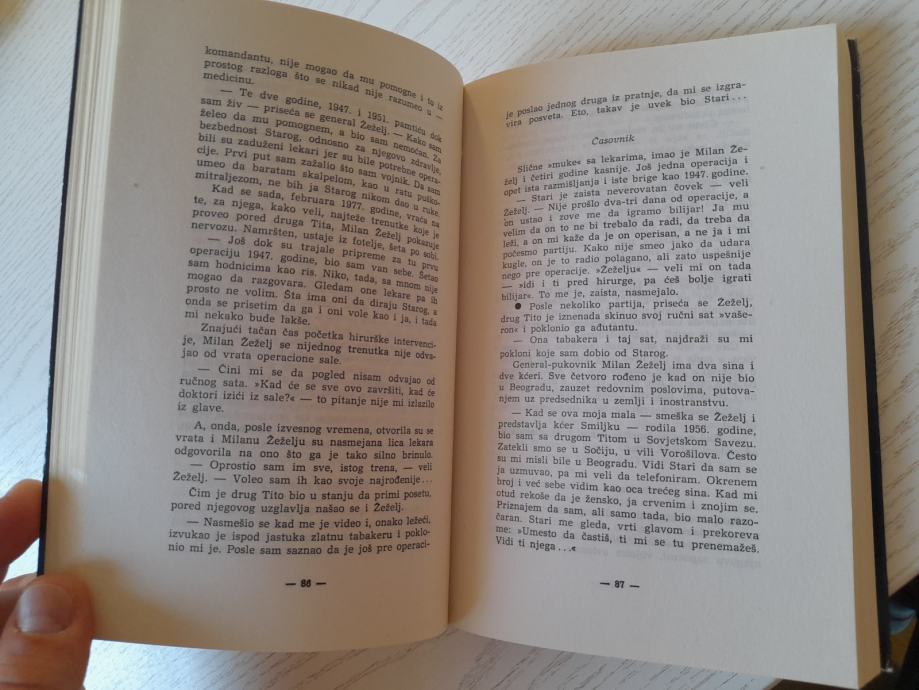 komandantu, nije mogao da mu pomogne i to iz
prostog razloga što se nikad nije razumeo u —
medicinu.
— Te dve godine, 1947. i 1951. pamtiću dok
sam živ — priseća se general Žeželj. — Kako sam
želeo da mu pomognem, a bio sam nemoćan. Za
bezbednost Starog, odnosno za njegovo zdravlje,
bili su zaduženi lekari jer su bile potrebne opera-
cije. Prvi put sam zažalio što sam vojnik. Da sam
umeo da baratam skalpelom, kao u ratu puško-
mitraljezom, ne bih ja Starog nikom dao u ruke.
Kad se sada, februara 1977. godine, vraća na
te, za njega, kako veli, najteže trenutke koje je
proveo pored druga Tita, Milan Žeželj pokazuje
nervozu. Namršten, ustaje iz fotelje, šeta po sobi.
— Još dok su trajale pripreme za tu prvu
operaciju 1947. godine, bio sam van sebe. Šetao
sam hodnicima kao ris. Niko, tada, sa mnom nije
mogao da razgovara. Gledam one lekare pa ih
prosto ne volim. Šta ima oni da diraju Starog, a
onda se prisetim da ga i oni vole kao i ja, i tada
mi nekako bude lakše.
Znajući tačan čas početka hirurške intervenci-
je, Milan Žeželj se nijednog trenutka nije odva-
jao od vrata operacione sale.
— Čini mi se da pogled nisam odvajao od
ručnog sata. »Kad će se sve ovo završiti, kad će
doktori izići iz sale?« — to pitanje nije mi izlazilo
iz glave.
A, onda, posle izvesnog vremena, otvorila su se
vrata i Milanu Žeželju su nasmejana lica lekara
odgovorila na ono što ga je tako silno brinulo.
— Oprostio sam im sve, istog trena, — veli
Žeželj. — Voleo sam ih kao svoje najrođenije...
Čim je drug Tito bio u stanju da primi posetu,
pored njegovog uzglavlja našao se i Žeželj.
— Nasmešio se kad me je video i, onako ležeći,
izvukao je ispod jastuka zlatnu tabakeru i poklo-
nio mi je. Posle sam saznao da je još pre operaci-
— 86 —
je poslao jednog druga iz pratnje, da mi se izgra-
vira posveta. Eto, takav je uvek bio Stari...
Časovnik
Slične »muke« sa lekarima, imao je Milan Že-
želj i četiri godine kasnije. Još jedna operacija i
opet ista razmišljanja i iste brige kao 1947. godine.
— Stari je zaista neverovatan čovek — veli
Žeželj. — Nije prošlo dva-tri dana od operacije, a
on ustao i zove me da igramo bilijar! Ja mu
velim da on to ne bi trebalo da radi, da treba da
leži, a on mi kaže da je on operisan, a ne ja i mi
počesmo partiju. Kako nije smeo jako da udara
kugle, on je to radio polagano, ali zato uspešnije
nego pre operacije. »Žeželju« — veli mi on tada
— »idi i ti pred hirurge, pa ćeš bolje igrati
bilijar«. To me je, zaista, nasmejalo.
● Posle nekoliko partija, priseća se Žeželj,
drug Tito je iznenada skinuo svoj ručni sat »vaše-
ron« i poklonio ga ađutantu.
— Ona tabakera i taj sat, najdraži su mi
pokloni koje sam dobio od Starog.
General-pukovnik Milan Žeželj ima dva sina i
dve kćeri. Sve četvoro rođeno je kad on nije bio
u Beogradu, zauzet redovnim poslovima, putova-
njem uz predsednika u zemlji i inostranstvu.
— Kad se ova moja mala — smeška se Žeželj i
predstavlja kćer Smiljku — rodila 1956. godine,
bio sam sa drugom Titom u Sovjetskom Savezu.
Zatekli smo se u Sočiju, u vili Vorošilova. Često
su mi misli bile u Beogradu. Vidi Stari da sam se
ja uzmuvao, pa mi veli da telefoniram. Okrenem
broj i već sebe vidim kao oca trećeg sina. Kad mi
otud rekoše da je žensko, ja crvenim i znojim se.
Priznajem da sam, ali samo tada, bio malo razo-
čaran. Stari me gleda, vrti glavom i prekoreva
me: »Umesto da častiš, ti mi se tu prenemažeš.
Vidi ti njega...«
— 87 —